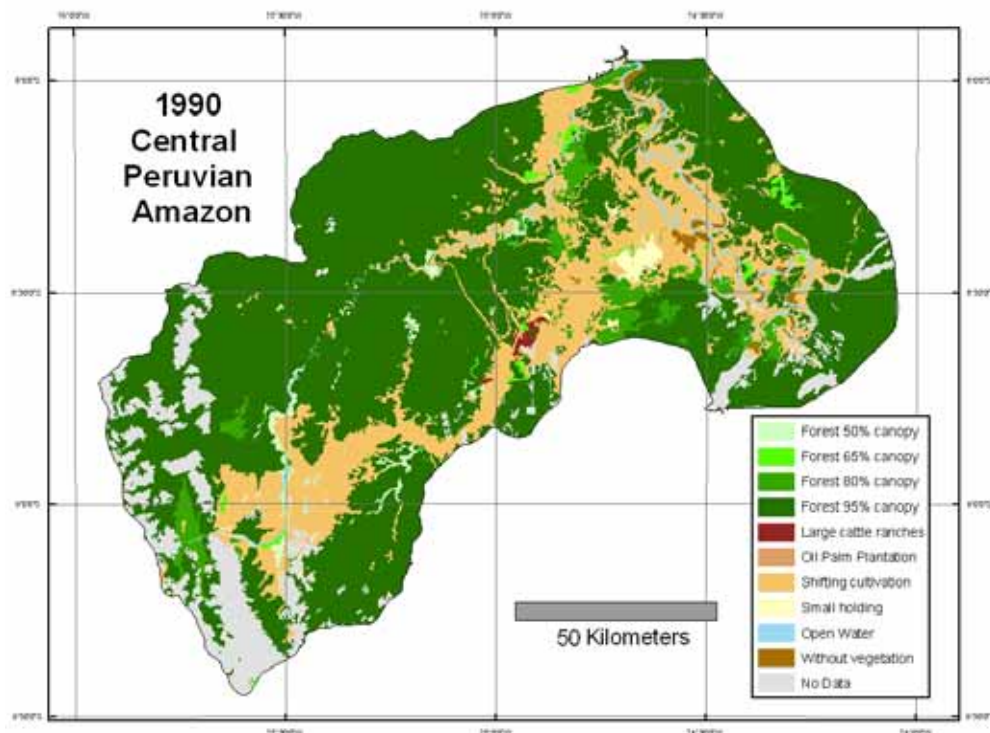 1990
Central
Peruvian
Amazon
Forest 50% canopy
Forest 65% canopy
Forest 80% canopy
Forest 95% canopy
Large cattle ranches
Oil Palm Plantation
Shifting cultivation
Small holding
Open Water
Without vegetation
No Data
50 Kilometers